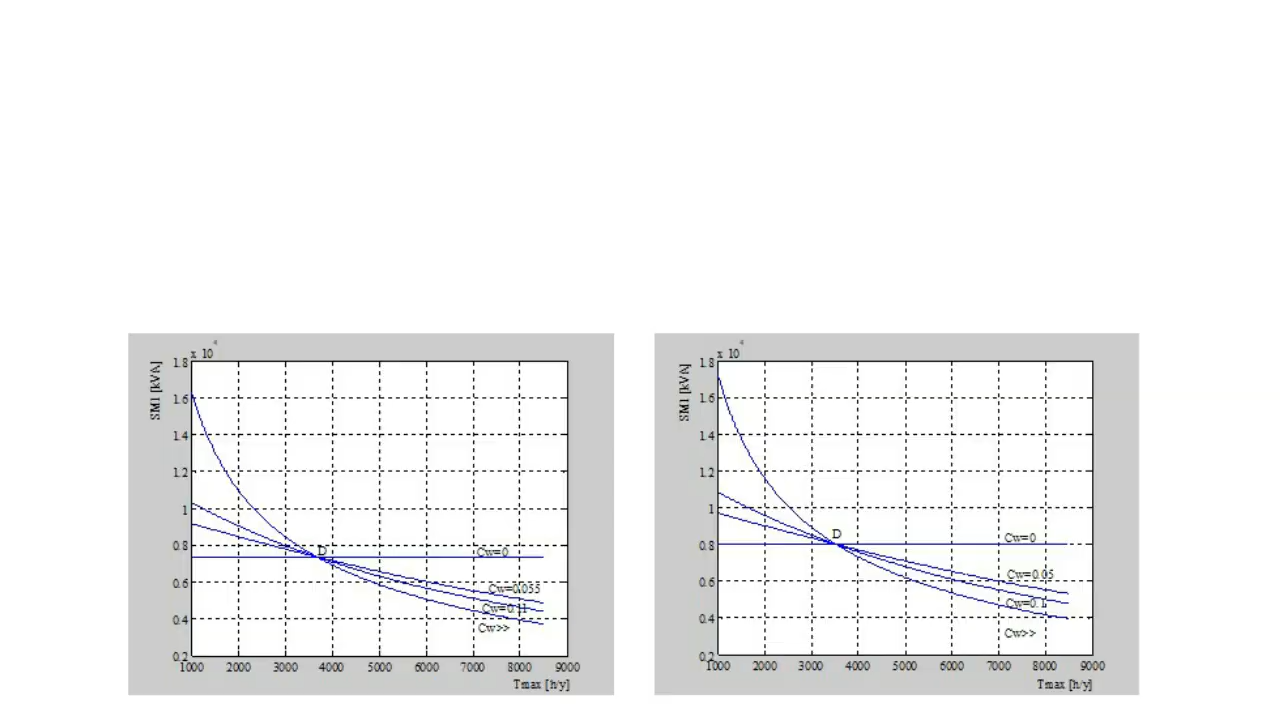 x 10 4
SM1 [kVA]
1.8
1.6
1.4
1.2
1
0.8
0.6
0.4
0.2
D
Cw=0
Cw=0.055
Cw=0.11
Cw>>
1000 2000 3000 4000 5000 6000 7000 8000 9000
Tmax [h/y]
x 10 4
SM1 [kVA]
1.8
1.6
1.4
1.2
1
0.8
0.6
0.4
0.2
D
Cw=0
Cw=0.05
Cw=0.1
Cw>>
1000 2000 3000 4000 5000 6000 7000 8000 9000
Tmax [h/y]